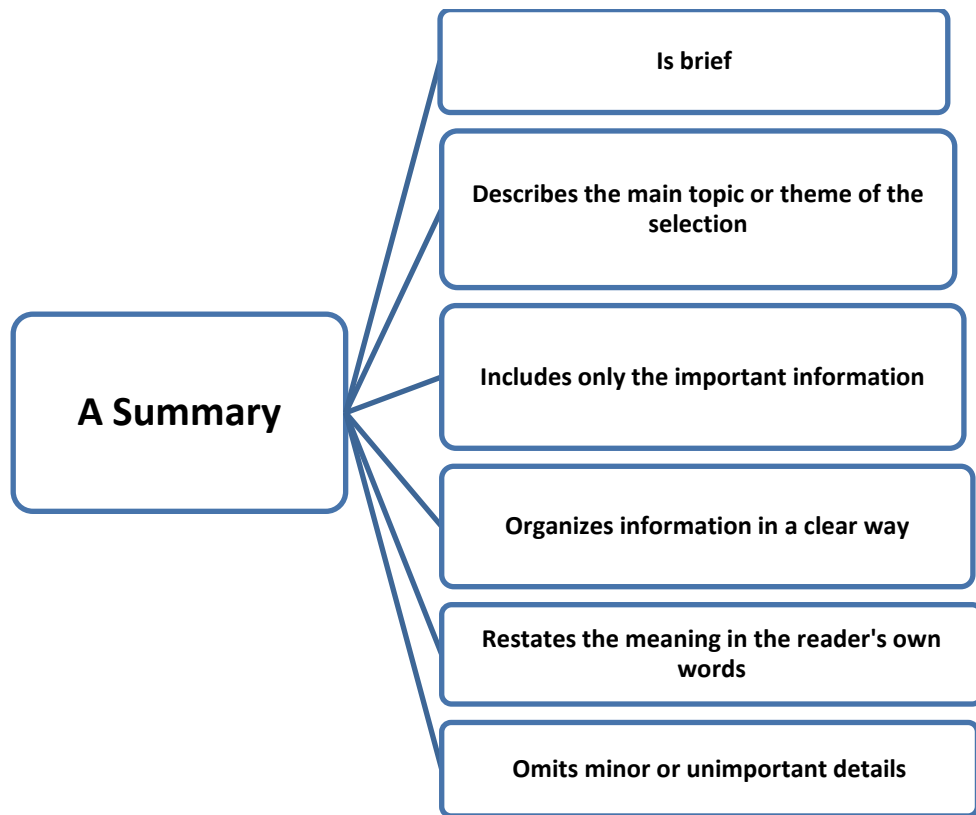 Is brief
Describes the main topic or theme of the
selection
Includes only the important information
A Summary
Organizes information in a clear way
Restates the meaning in the reader's own
words
Omits minor or unimportant details